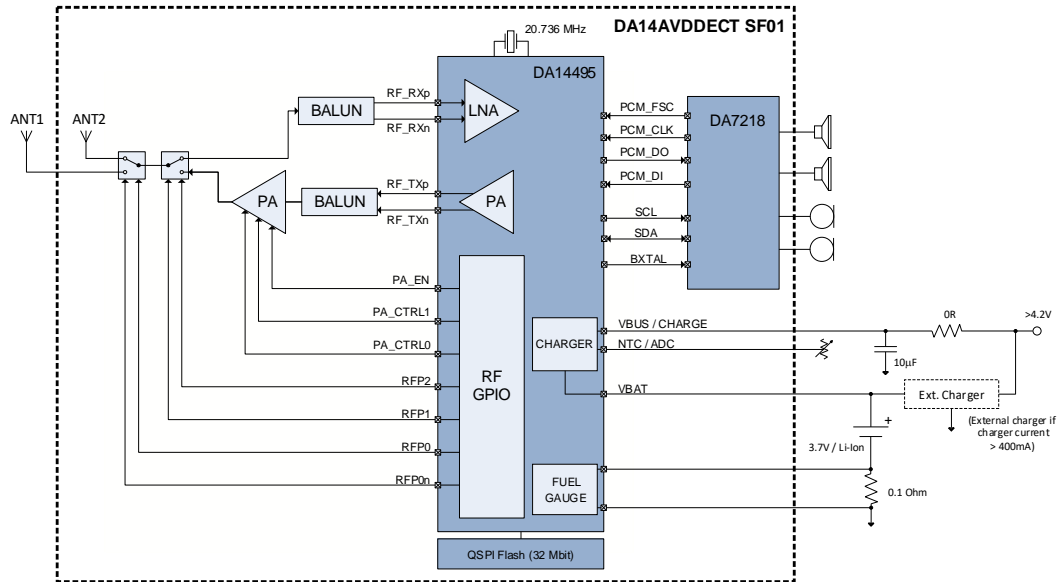 20.736 MHz
DA14AVDDECT SF01
DA14495
ANT1
ANT2
BALUN
RF_RXp
RF_RXn
LNA
PA
BALUN
RF_TXp
RF_TXn
PA
PCM_FSC
PCM_CLK
PCM_DO
PCM_DI
SCL
SDA
BXTAL
DA7218
PA_EN
PA_CTRL1
PA_CTRL0
RFP2
RFP1
RFP0
RFP0n
RF
GPIO
CHARGER
VBUS / CHARGE
NTC / ADC
VBAT
0R
>4.2V
10µF
Ext. Charger
(External charger if
charger current
> 400mA)
+
3.7V / Li-Ion
FUEL
GAUGE
0.1 Ohm
QSPI Flash (32 Mbit)